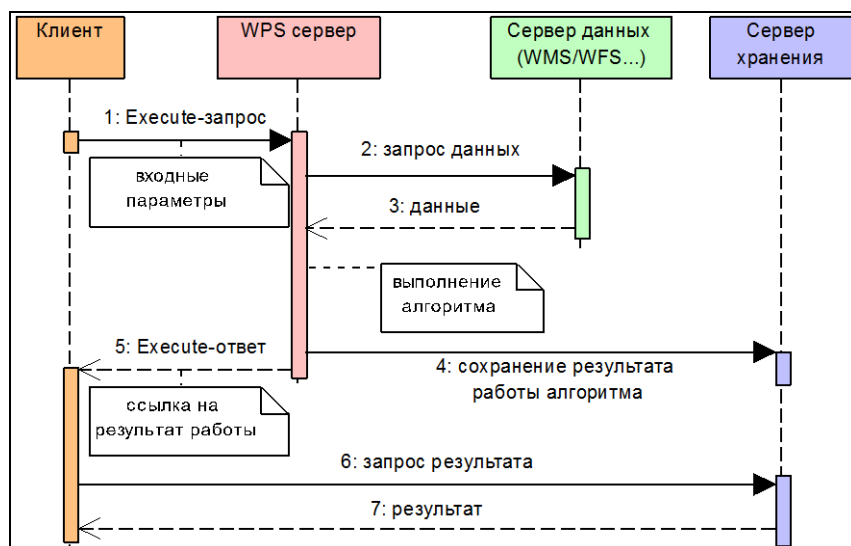 Клиент
WPS сервер
Сервер данных
(WMS/WFS...)
Сервер
хранения
1: Execute-запрос
входные
параметры
2: запрос данных
3: данные
выполнение
алгоритма
5: Execute-ответ
4: сохранение результата
работы алгоритма
ссылка на
результат работы
6: запрос результата
7: результат